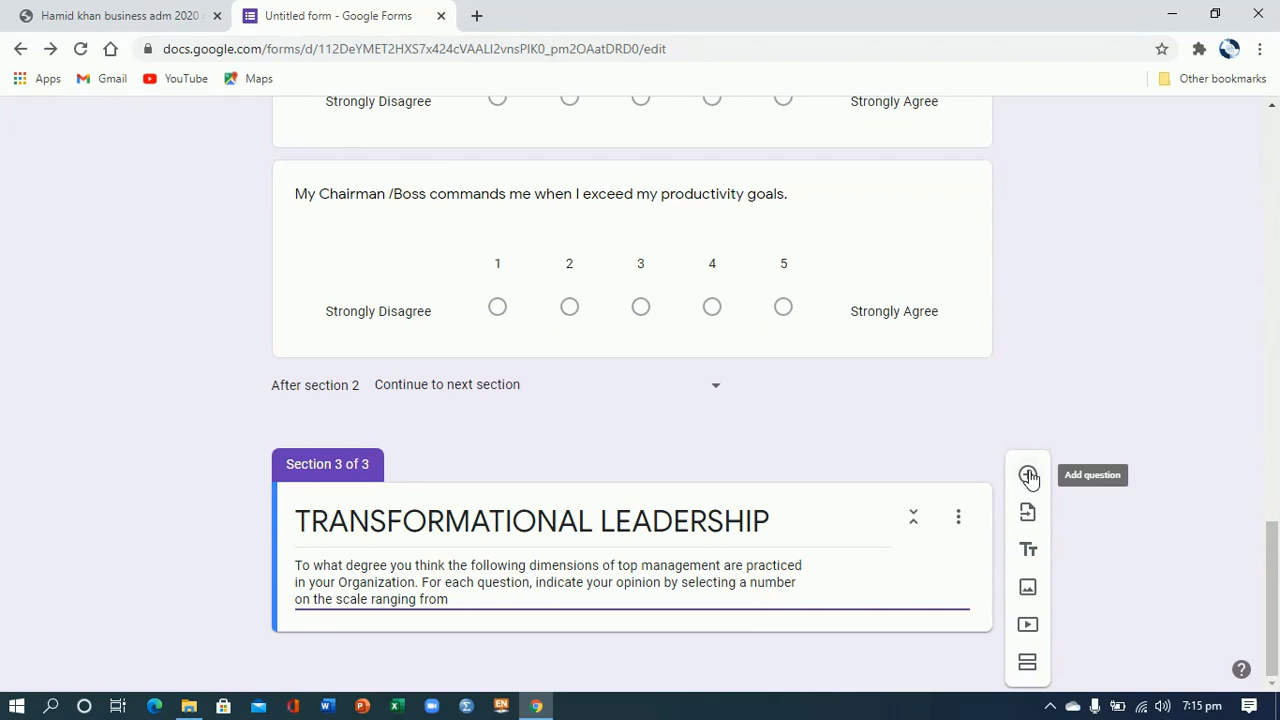 Hamid khan business adm 2020
Untitled form - Google Forms
docs.google.com/forms/d/112DeYMET2HXS7x424cVAALI2vnsPlK0_pm2OAatDRD0/edit
Apps Gmail YouTube Maps Other bookmarks
Strongly Disagree Strongly Agree
My Chairman /Boss commands me when I exceed my productivity goals.
1 2 3 4 5
Strongly Disagree Strongly Agree
After section 2 Continue to next section
Section 3 of 3
Add question
TRANSFORMATIONAL LEADERSHIP
To what degree you think the following dimensions of top management are practiced
in your Organization. For each question, indicate your opinion by selecting a number
on the scale ranging from
7:15 pm